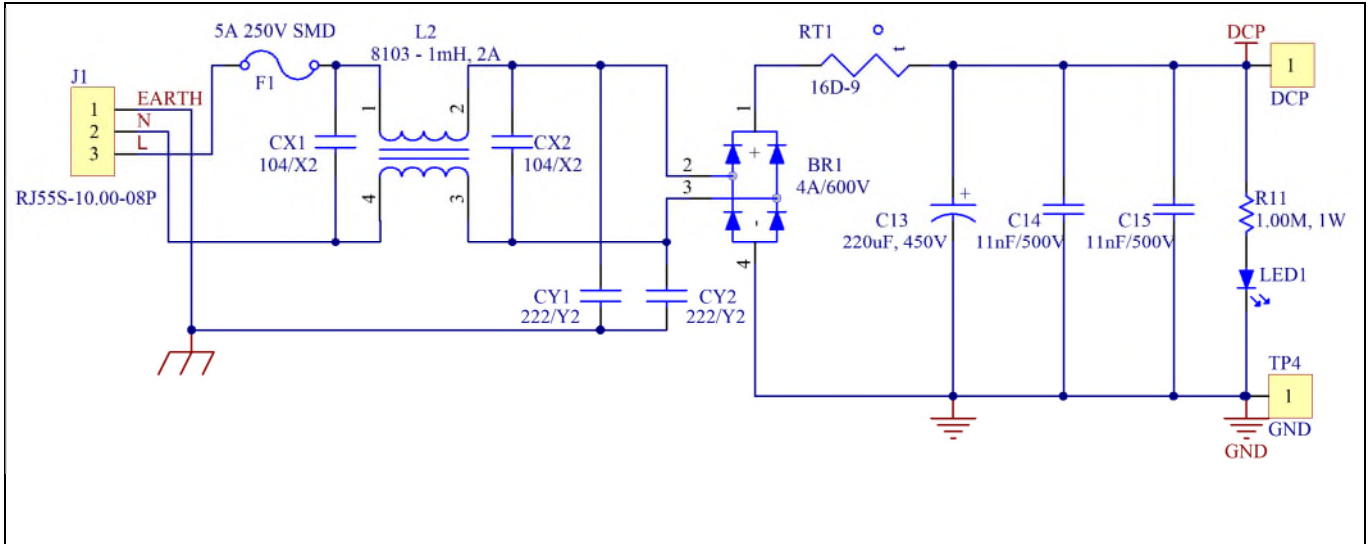 5A 250V SMD
F1
L2
8103 - 1mH, 2A
1
2
4
3
J1
1
2
3
EARTH
N
L
RJ55S-10.00-08P
CX1
104/X2
CX2
104/X2
CY1
222/Y2
CY2
222/Y2
1
2
3
4
+
-
BR1
4A/600V
RT1
t
16D-9
+
C13
220uF, 450V
C14
11nF/500V
C15
11nF/500V
DCP
1
DCP
R11
1.00M, 1W
LED1
TP4
1
GND
GND